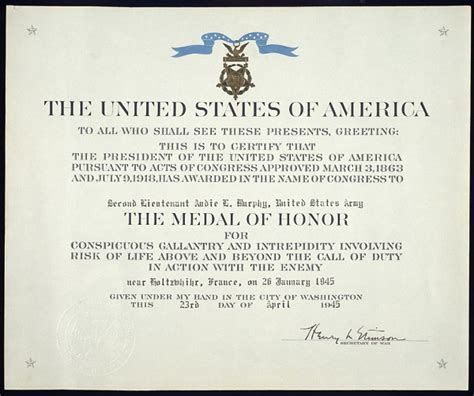 THE UNITED STATES OF AMERICA
TO ALL WHO SHALL SEE THESE PRESENTS, GREETING:
THIS IS TO CERTIFY THAT
THE PRESIDENT OF THE UNITED STATES OF AMERICA
PURSUANT TO ACTS OF CONGRESS APPROVED MARCH 3, 1863
AND JULY 9, 1918, HAS AWARDED IN THE NAME OF CONGRESS TO
Second Lieutenant Audie L. Murphy, United States Army
THE MEDAL OF HONOR
FOR
CONSPICUOUS GALLANTRY AND INTREPIDITY INVOLVING
RISK OF LIFE ABOVE AND BEYOND THE CALL OF DUTY
IN ACTION WITH THE ENEMY
near Holtzwhihr, France, on 26 January 1945
GIVEN UNDER MY HAND IN THE CITY OF WASHINGTON
THIS 23rd DAY OF April 1945
Henry L Stimson
SECRETARY OF WAR